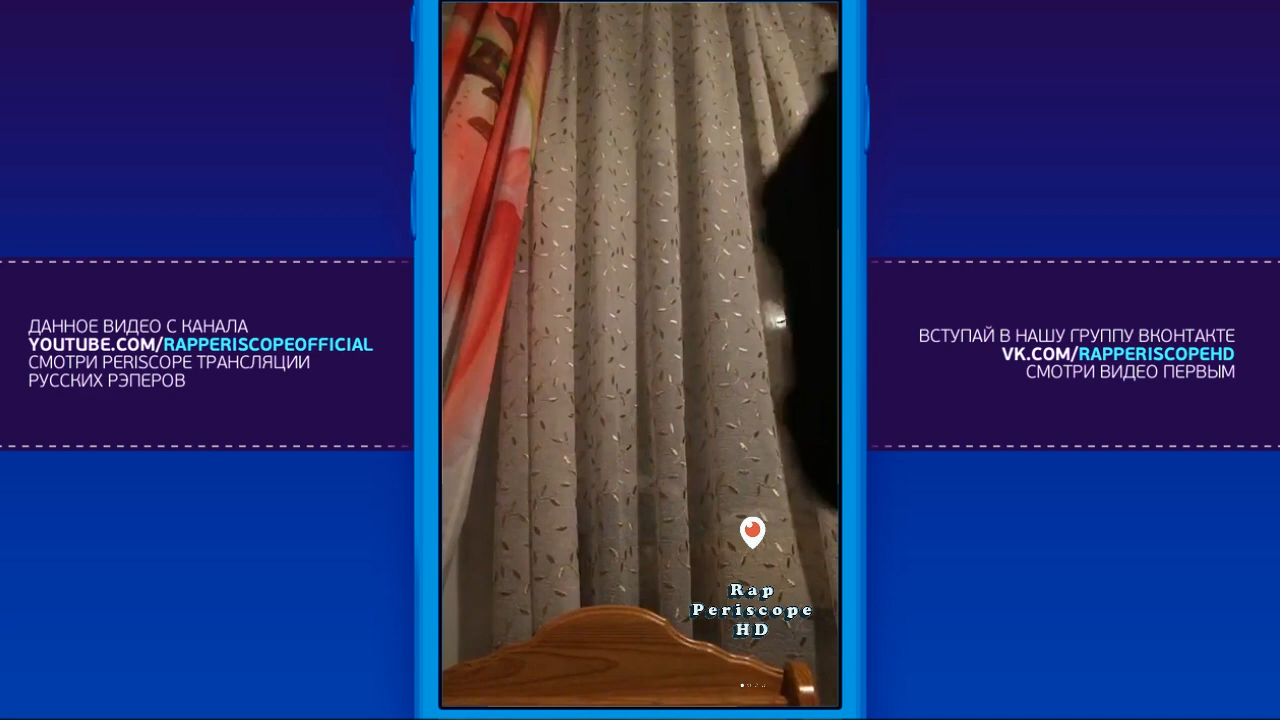 ДАННОЕ ВИДЕО С КАНАЛА
YOUTUBE.COM/RAPPERISCOPEOFFICIAL
СМОТРИ PERISCOPE ТРАНСЛЯЦИИ
РУССКИХ РЭПЕРОВ
ВСТУПАЙ В НАШУ ГРУППУ ВКОНТАКТЕ
VK.COM/RAPPERISCOPEHD
СМОТРИ ВИДЕО ПЕРВЫМ
Rap
Periscope
HD